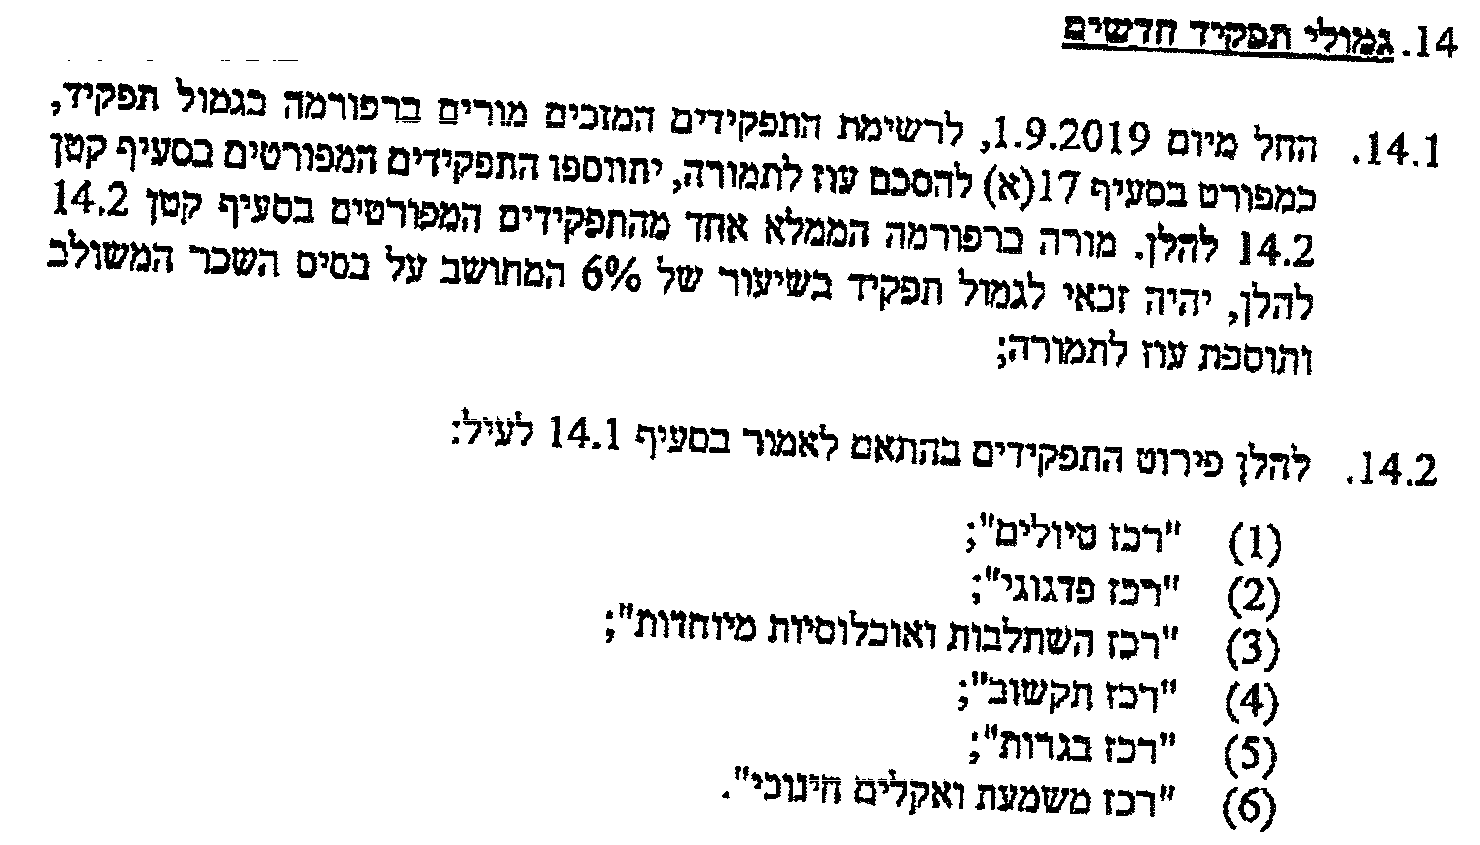 14. גמולי תפקיד חדשים
14.1. החל מיום 1.9.2019, לרשימת התפקידים המזכים מורים ברפורמה בגמול תפקיד,
כמפורט בסעיף 17(א) להסכם עוז לתמורה, יתווספו התפקידים המפורטים בסעיף קטן
14.2 להלן. מורה ברפורמה הממלא אחד מהתפקידים המפורטים בסעיף קטן 14.2
להלן, יהיה זכאי לגמול תפקיד בשיעור של 6% המחושב על בסיס השכר המשולב
ותוספת עוז לתמורה;
14.2. להלן פירוט התפקידים בהתאם לאמור בסעיף 14.1 לעיל:
(1) "רכז טיולים";
(2) "רכז פדגוגי";
(3) "רכז השתלבות ואוכלוסיות מיוחדות";
(4) "רכז תקשוב";
(5) "רכז בגרות";
(6) "רכז משמעת ואקלים חינוכי".